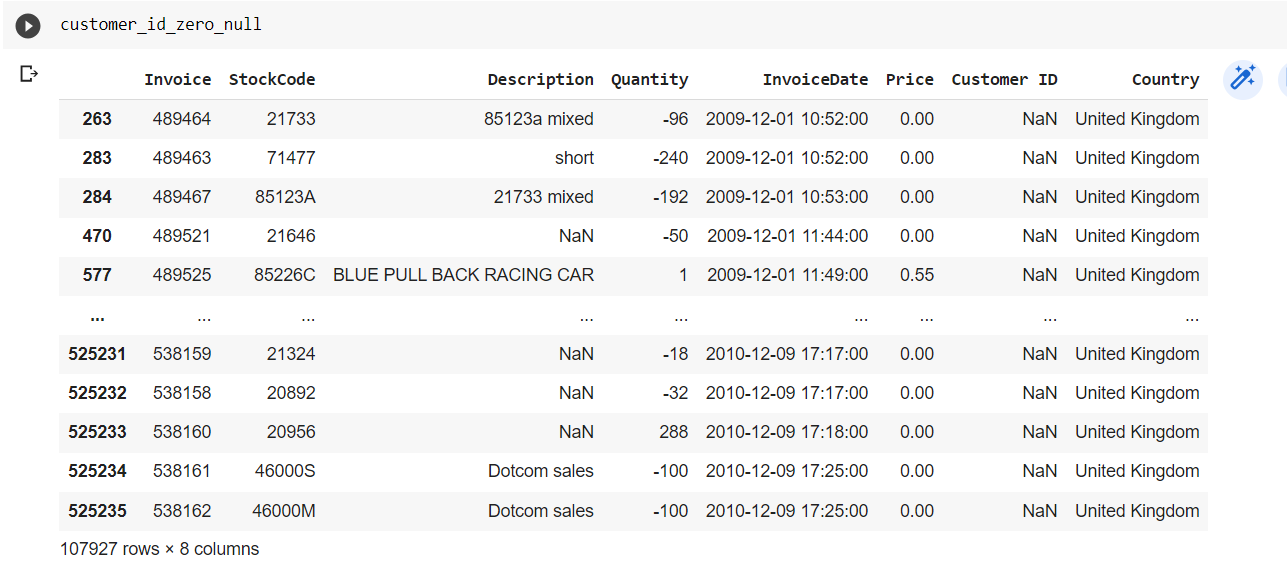 customer_id_zero_null
Invoice StockCode Description Quantity InvoiceDate Price Customer ID Country
263 489464 21733 85123a mixed -96 2009-12-01 10:52:00 0.00 NaN United Kingdom
283 489463 71477 short -240 2009-12-01 10:52:00 0.00 NaN United Kingdom
284 489467 85123A 21733 mixed -192 2009-12-01 10:53:00 0.00 NaN United Kingdom
470 489521 21646 NaN -50 2009-12-01 11:44:00 0.00 NaN United Kingdom
577 489525 85226C BLUE PULL BACK RACING CAR 1 2009-12-01 11:49:00 0.55 NaN United Kingdom
... ... ... ... ... ... ... ... ...
525231 538159 21324 NaN -18 2010-12-09 17:17:00 0.00 NaN United Kingdom
525232 538158 20892 NaN -32 2010-12-09 17:17:00 0.00 NaN United Kingdom
525233 538160 20956 NaN 288 2010-12-09 17:18:00 0.00 NaN United Kingdom
525234 538161 46000S Dotcom sales -100 2010-12-09 17:25:00 0.00 NaN United Kingdom
525235 538162 46000M Dotcom sales -100 2010-12-09 17:25:00 0.00 NaN United Kingdom
107927 rows × 8 columns